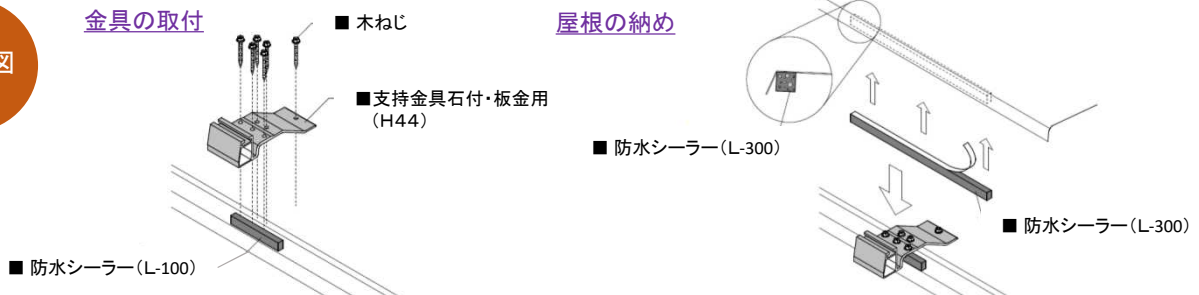 図
金具の取付
■ 木ねじ
■支持金具石付・板金用
（H44）
■ 防水シーラー（L-100）
屋根の納め
■ 防水シーラー（L-300）
■ 防水シーラー（L-300）